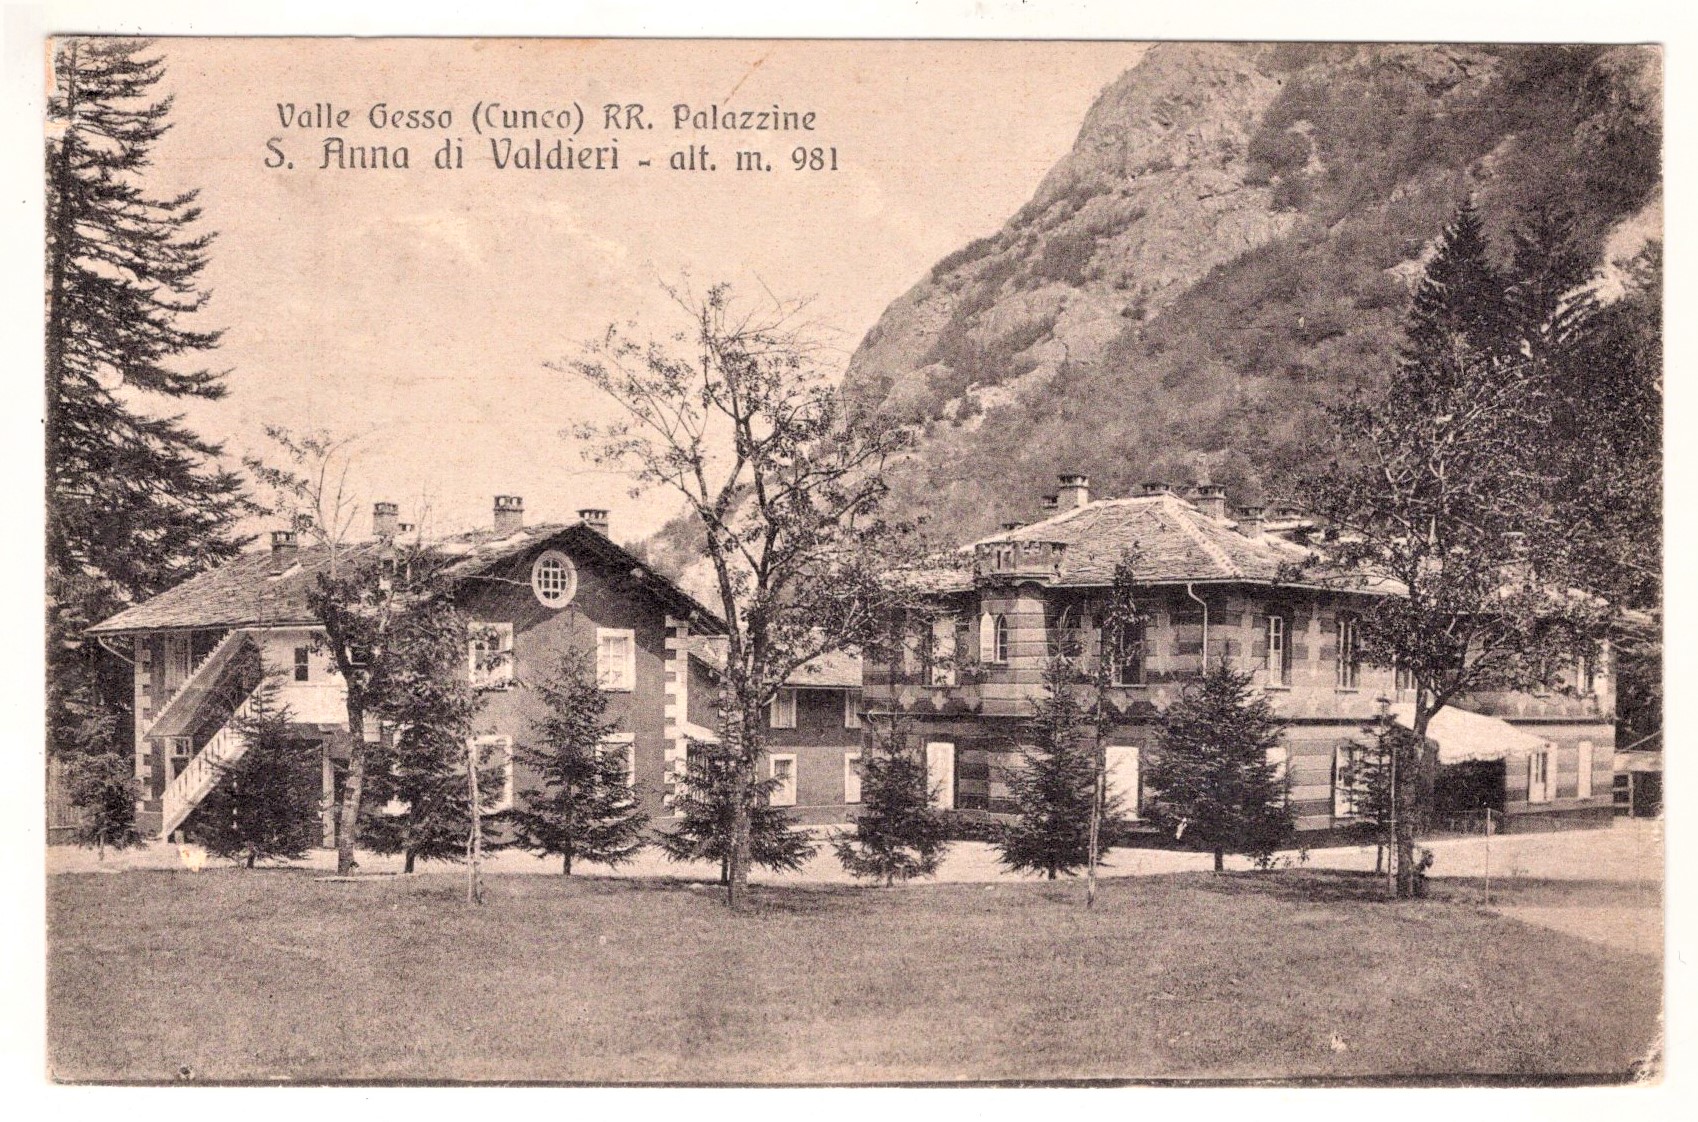 Valle Gesso (Cuneo) RR. Palazzine
S. Anna di Valdieri - alt. m. 981